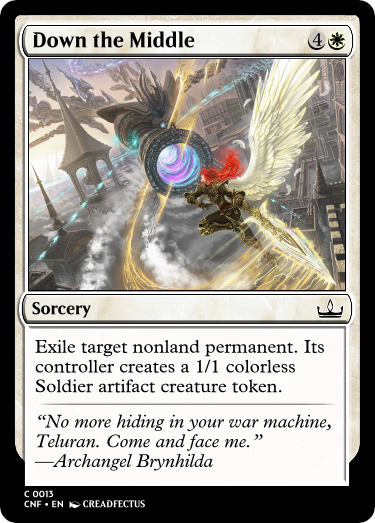 Down the Middle 4
Sorcery
Exile target nonland permanent. Its
controller creates a 1/1 colorless
Soldier artifact creature token.
“No more hiding in your war machine,
Teluran. Come and face me.”
—Archangel Brynhilda
C 0013
CNF • EN CREADFECTUS